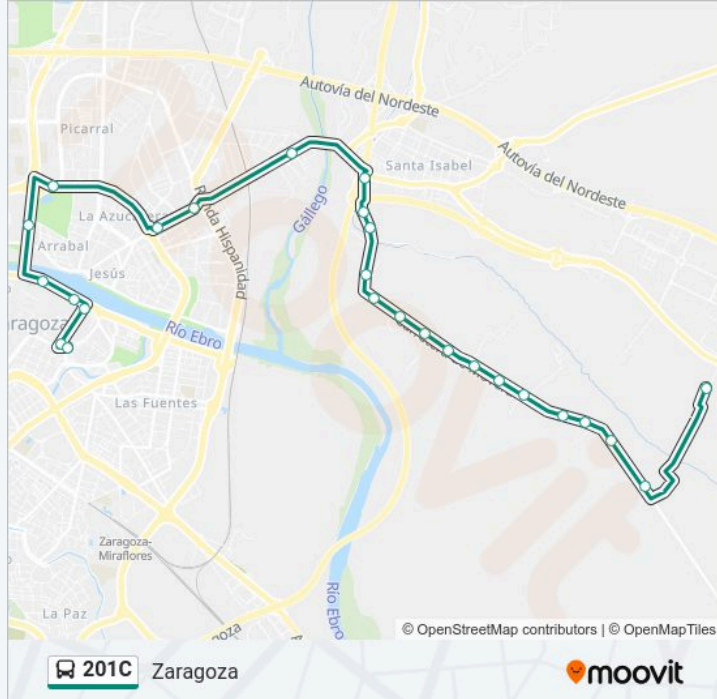 Autovía del Nordeste
Picarral
Santa Isabel
Autovía del Nordeste
Gállego
La Azucarera
Ronda Hispanidad
Arrabal
Jesús
Río Ebro
Las Fuentes
Zaragoza-
Miraflores
La Paz
Río Ebro
© OpenStreetMap contributors | © OpenMapTiles
201C Zaragoza
moovit